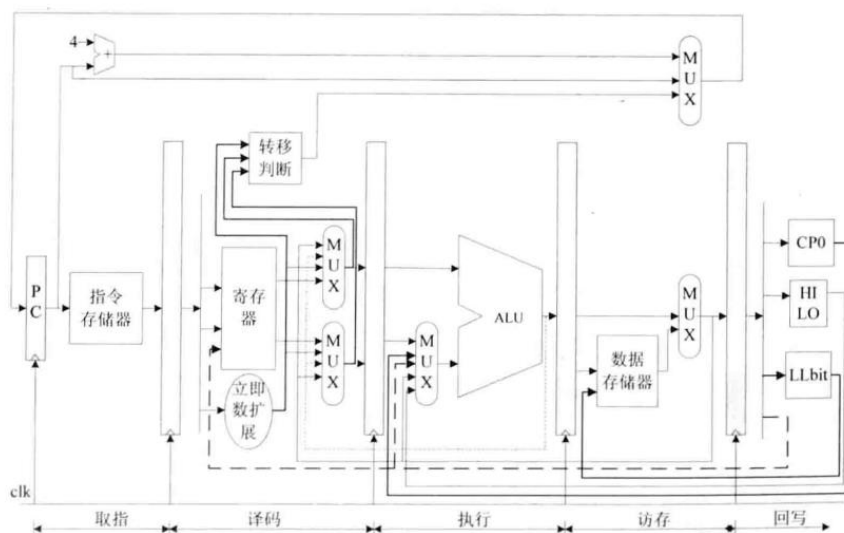 4
+
M
U
X
转移
判断
P
C
指令
存储器
寄存
器
立即
数扩
展
M
U
X
M
U
X
M
U
X
ALU
数据
存储器
M
U
X
CP0
HI
LO
LLbit
clk
取指
译码
执行
访存
回写